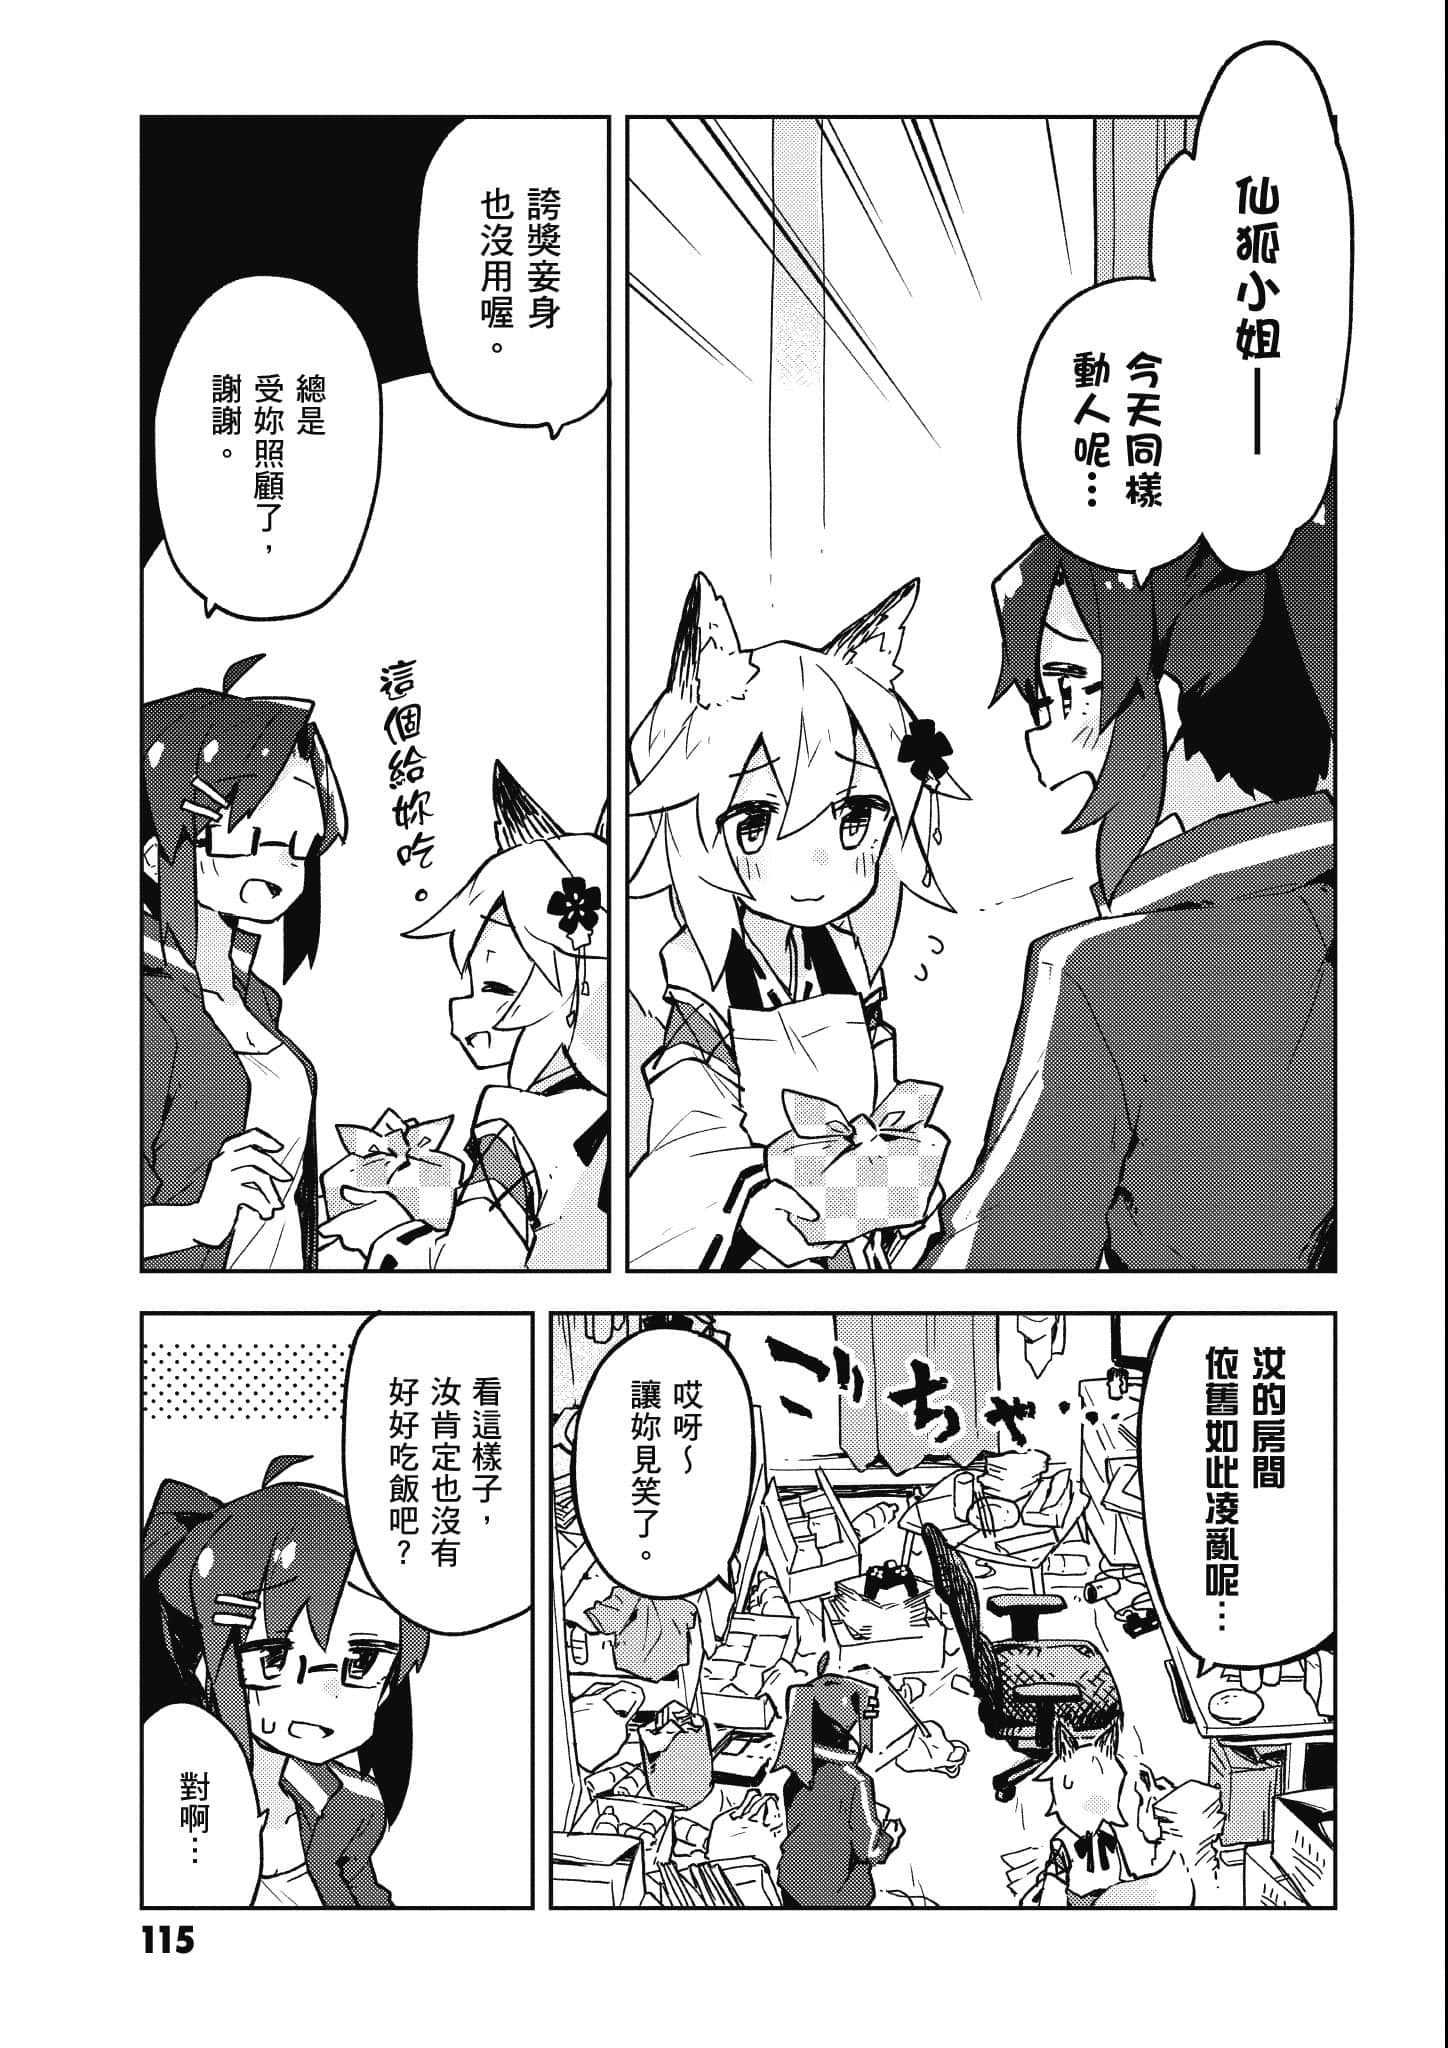 仙狐小姐——
今天同樣
動人呢…
誇獎妾身
也沒用喔。
這個給妳吃。
總是
受妳照顧了，
謝謝。
汝的房間
依舊如此凌亂呢…
ごちゃ…
哎呀～
讓妳見笑了。
看這樣子，
汝肯定也沒有
好好吃飯吧？
對啊…
115